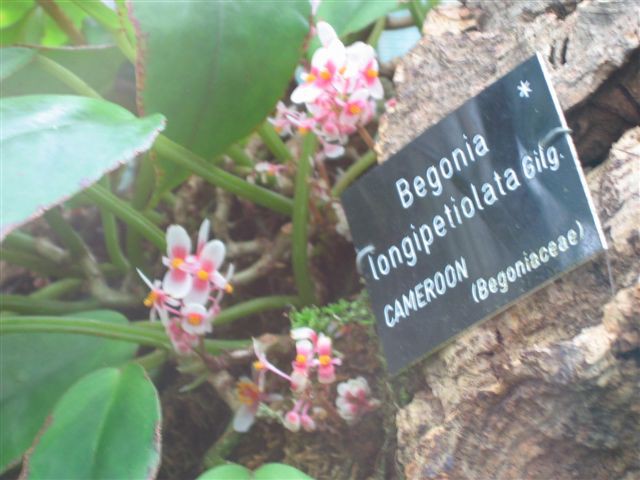 *
Begonia
longipetiolata Gilg.
CAMEROON (Begoniaceae)